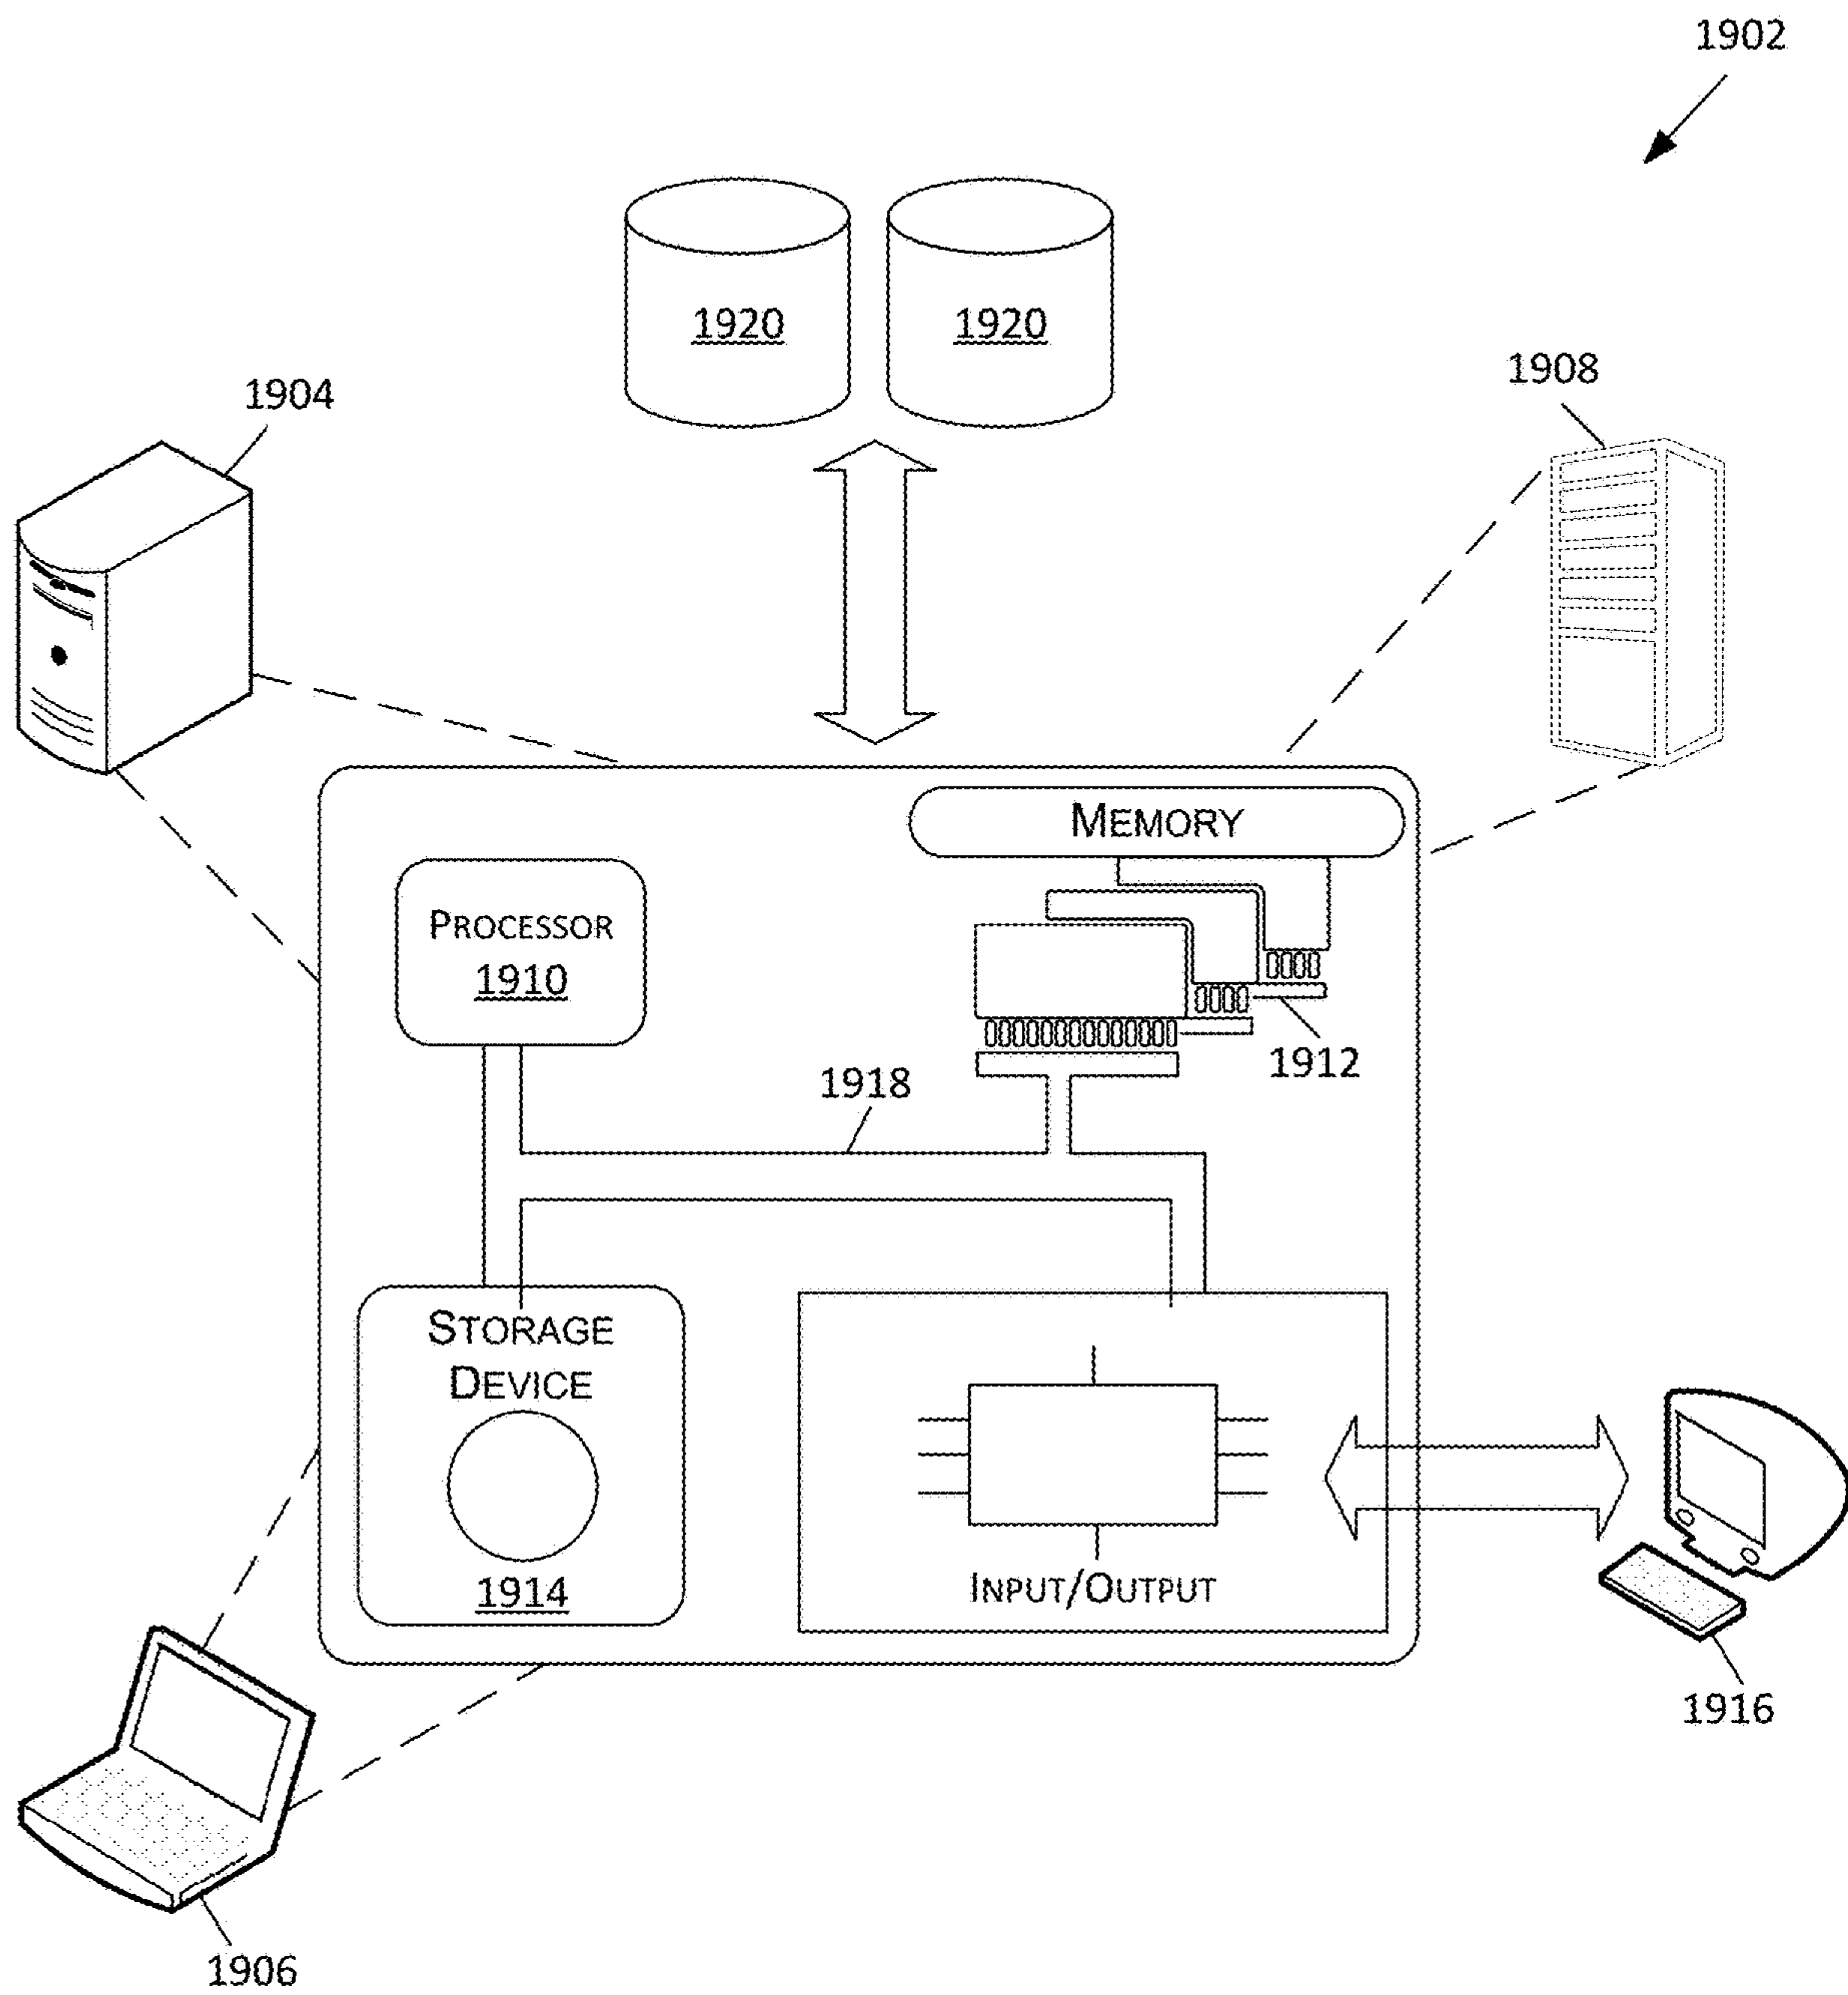 1902
1920
1920
1908
1904
MEMORY
PROCESSOR
1910
1912
1918
STORAGE
DEVICE
1914
INPUT/OUTPUT
1916
1906